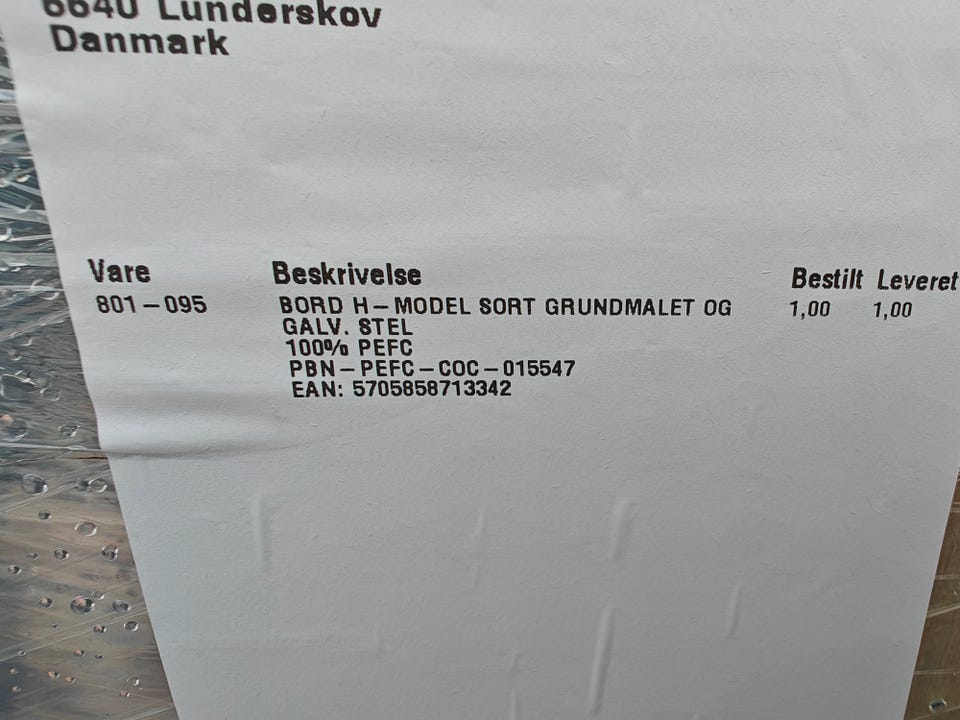 6640 Lunderskov
Danmark
Vare Beskrivelse Bestilt Leveret
801-095 BORD H-MODEL SORT GRUNDMALET OG 1,00 1,00
GALV. STEL
100% PEFC
PBN-PEFC-COC-015547
EAN: 5705858713342